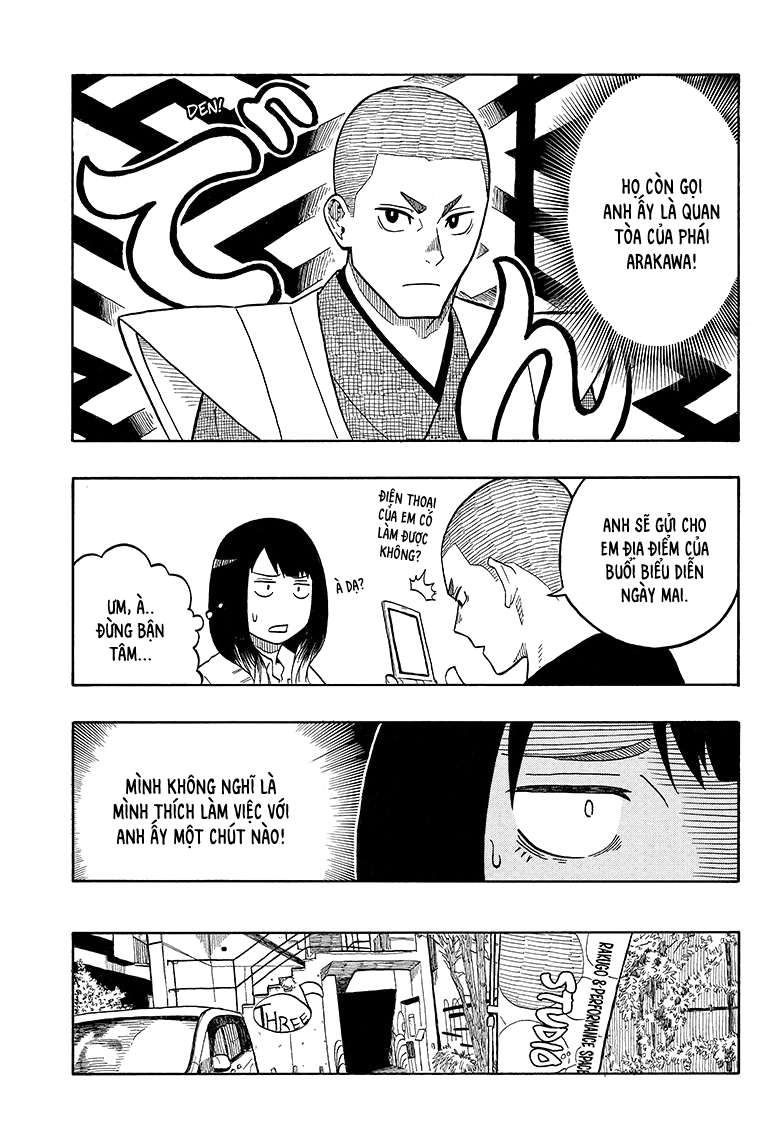 HỌ CÒN GỌI
ANH ẤY LÀ QUAN
TÒA CỦA PHÁI
ARAKAWA!
DEN!
でん
ANH SẼ GỬI CHO
EM ĐỊA ĐIỂM CỦA
BUỔI BIỂU DIỄN
NGÀY MAI.
ĐIỆN THOẠI
CỦA EM CÓ
LÀM ĐƯỢC
KHÔNG?
À DẠ?
ƯM, À..
ĐỪNG BẬN
TÂM...
MÌNH KHÔNG NGHĨ LÀ
MÌNH THÍCH LÀM VIỆC VỚI
ANH ẤY MỘT CHÚT NÀO!
RAKUGO & PERFORMANCE SPACE
STUDIO
THREE